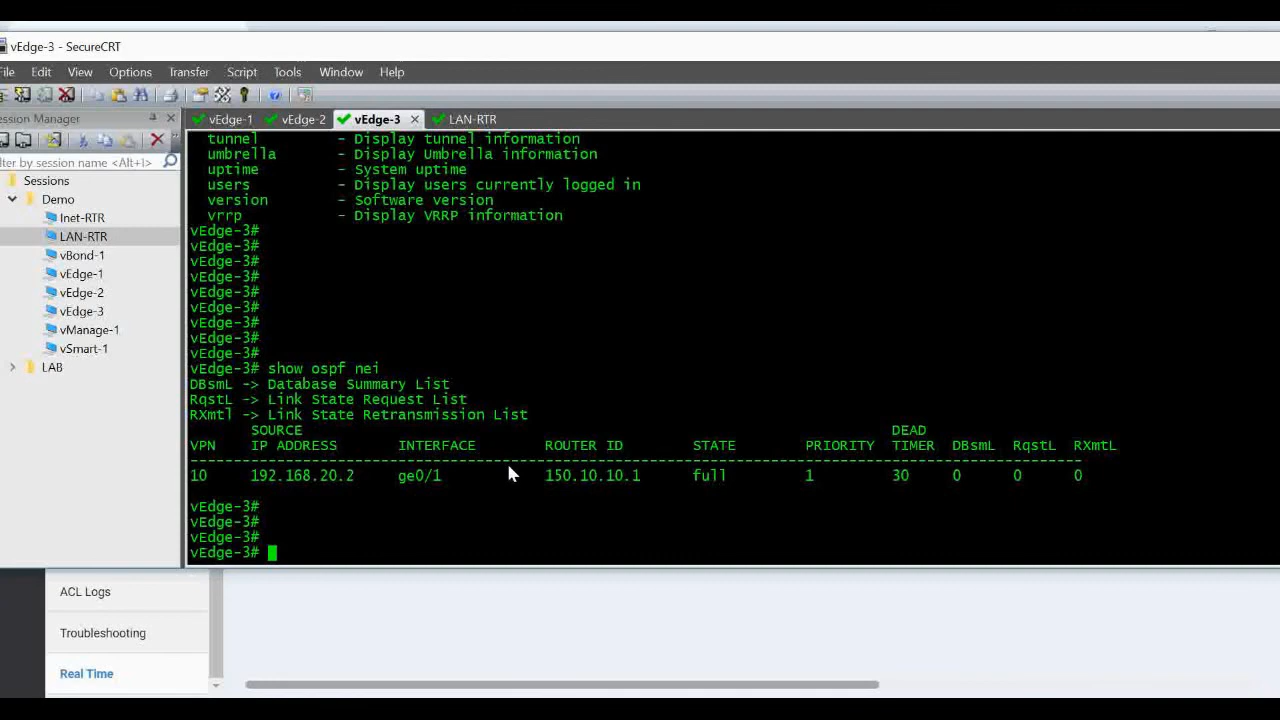 vEdge-3 - SecureCRT
File Edit View Options Transfer Script Tools Window Help
ession Manager
vEdge-1 vEdge-2 vEdge-3 LAN-RTR
lter by session name <Alt+I>
Sessions
Demo
Inet-RTR
LAN-RTR
vBond-1
vEdge-1
vEdge-2
vEdge-3
vManage-1
vSmart-1
LAB
tunnel - Display tunnel information
umbrella - Display Umbrella information
uptime - System uptime
users - Display users currently logged in
version - Software version
vrrp - Display VRRP information
vEdge-3#
vEdge-3#
vEdge-3#
vEdge-3#
vEdge-3#
vEdge-3#
vEdge-3#
vEdge-3#
vEdge-3#
vEdge-3# show ospf nei
DBsmL -> Database Summary List
RqstL -> Link State Request List
RXmtl -> Link State Retransmission List
SOURCE DEAD
VPN IP ADDRESS INTERFACE ROUTER ID STATE PRIORITY TIMER DBsmL RqstL RXmtL
-------------------------------------------------------------------------------------------------------
10 192.168.20.2 ge0/1 150.10.10.1 full 1 30 0 0 0
vEdge-3#
vEdge-3#
vEdge-3#
vEdge-3#
ACL Logs
Troubleshooting
Real Time